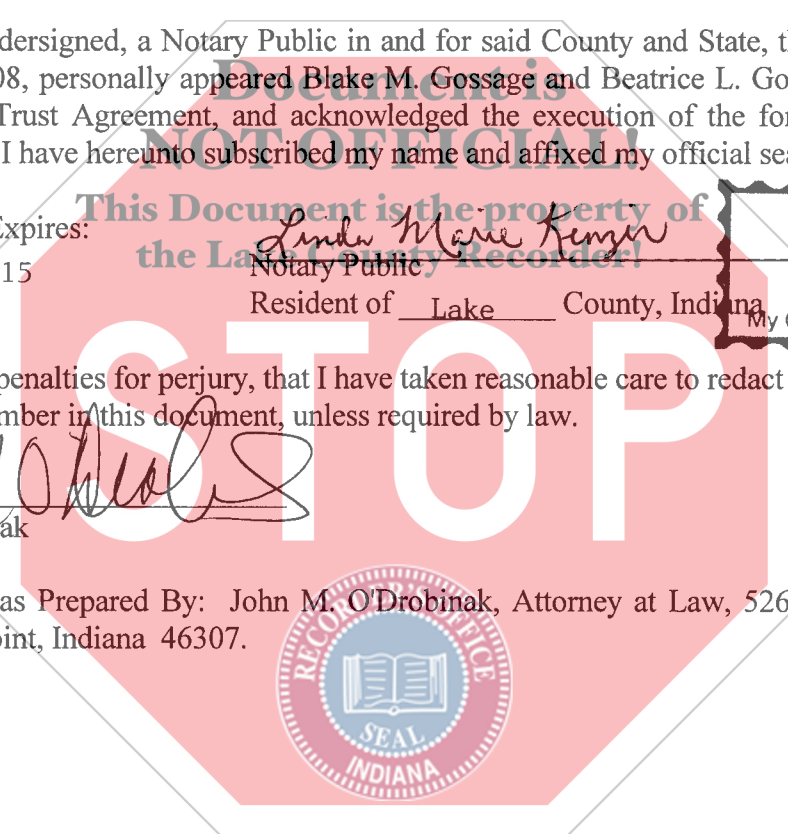 dersigned, a Notary Public in and for said County and State, th
08, personally appeared Blake M. Gossage and Beatrice L. Go
Document is
Trust Agreement, and acknowledged the execution of the for
NOT OFFICIAL!
I have hereunto subscribed my name and affixed my official sea
This Document is the property of
Expires:
Linda Marie Kenzin
the Lake County Recorder!
15
Notary Public
Resident of Lake County, Indiana
My C
penalties for perjury, that I have taken reasonable care to redact
mber in this document, unless required by law.
STOP
ak
as Prepared By: John M. O'Drobinak, Attorney at Law, 526
oint, Indiana 46307.
RECORDER'S OFFICE
SEAL
INDIANA